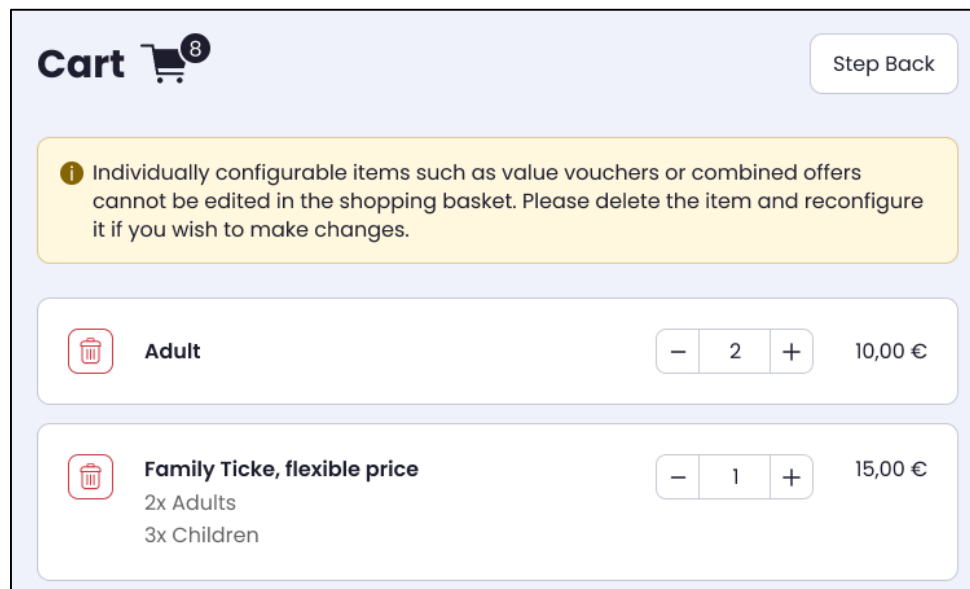 Cart 8
Step Back
Individually configurable items such as value vouchers or combined offers
cannot be edited in the shopping basket. Please delete the item and reconfigure
it if you wish to make changes.
Adult − 2 + 10,00 €
Family Ticke, flexible price − 1 + 15,00 €
2x Adults
3x Children